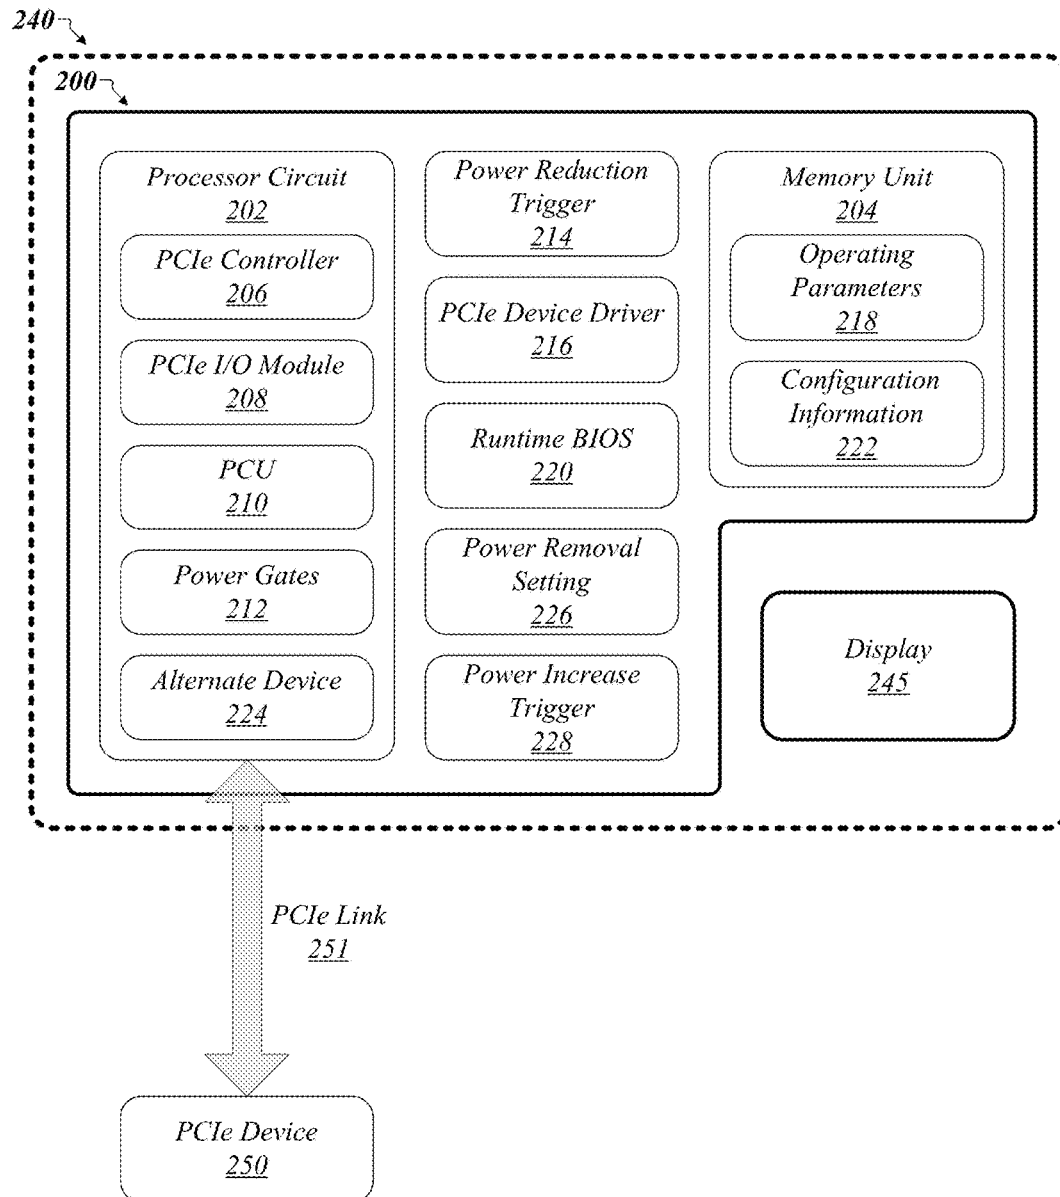 240
200
Processor Circuit
202
PCIe Controller
206
PCIe I/O Module
208
PCU
210
Power Gates
212
Alternate Device
224
Power Reduction
Trigger
214
PCIe Device Driver
216
Runtime BIOS
220
Power Removal
Setting
226
Power Increase
Trigger
228
Memory Unit
204
Operating
Parameters
218
Configuration
Information
222
Display
245
PCIe Link
251
PCIe Device
250